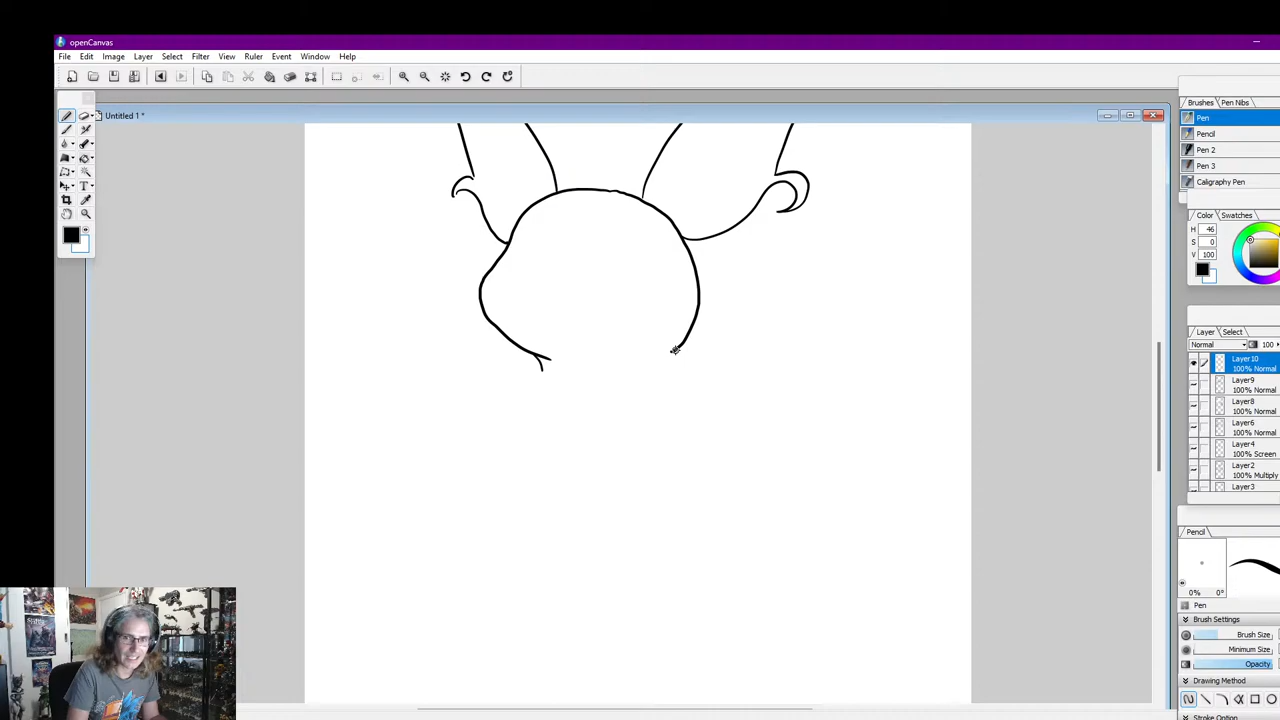 openCanvas
File Edit Image Layer Select Filter View Ruler Event Window Help
Untitled 1 *
Brushes Pen Nibs
Pen
Pencil
Pen 2
Pen 3
Caligraphy Pen
Color Swatches
H 46
S 0
V 100
Layer Select
Normal 100
Layer10
100% Normal
Layer9
100% Normal
Layer8
100% Normal
Layer6
100% Normal
Layer4
100% Screen
Layer2
100% Multiply
Layer3
Pencil
0% 0°
Pen
Brush Settings
Brush Size
Minimum Size
Opacity
Drawing Method
Stroke Option